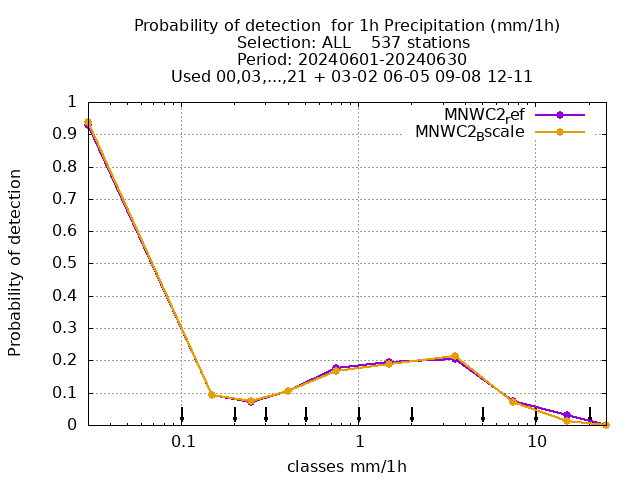 Probability of detection  for 1h Precipitation (mm/1h)
Selection: ALL    537 stations
Period: 20240601-20240630
Used 00,03,...,21 + 03-02 06-05 09-08 12-11
MNWC2ref
MNWC2Bscale
1
0.9
0.8
0.7
0.6
0.5
0.4
0.3
0.2
0.1
0
Probability of detection
0.1
1
10
classes mm/1h